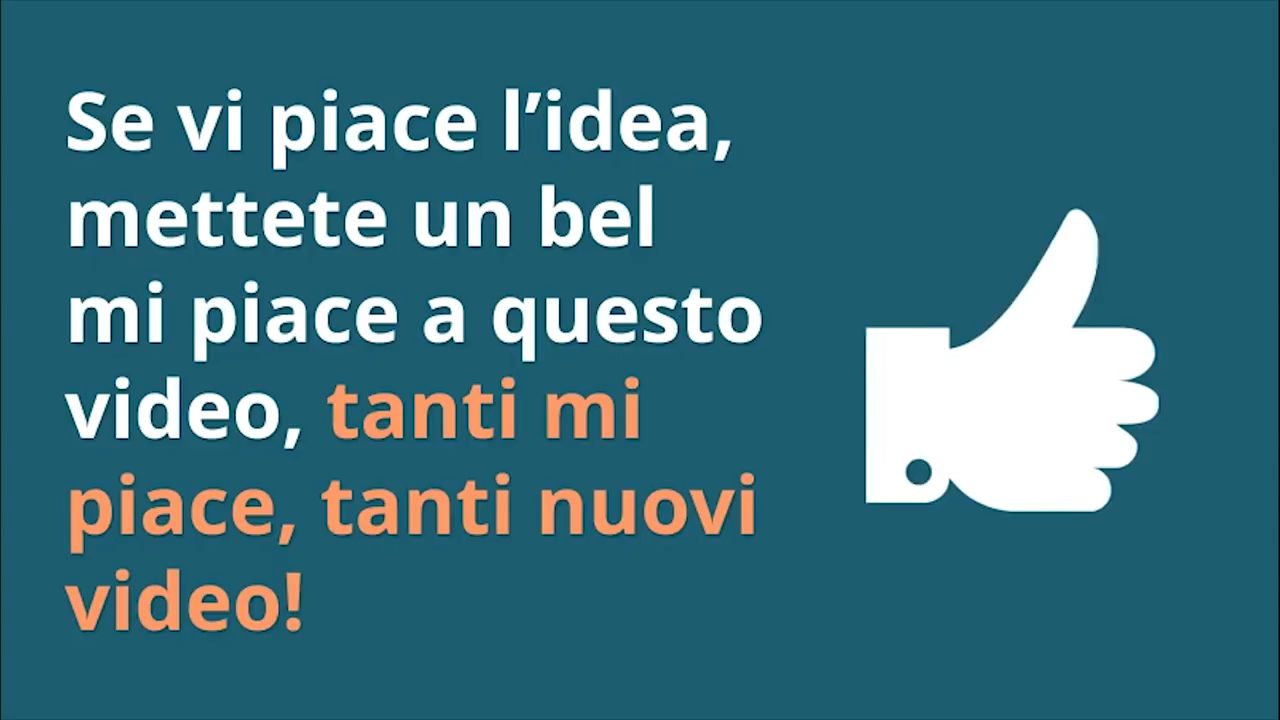 Se vi piace l’idea,
mettete un bel
mi piace a questo
video, tanti mi
piace, tanti nuovi
video!